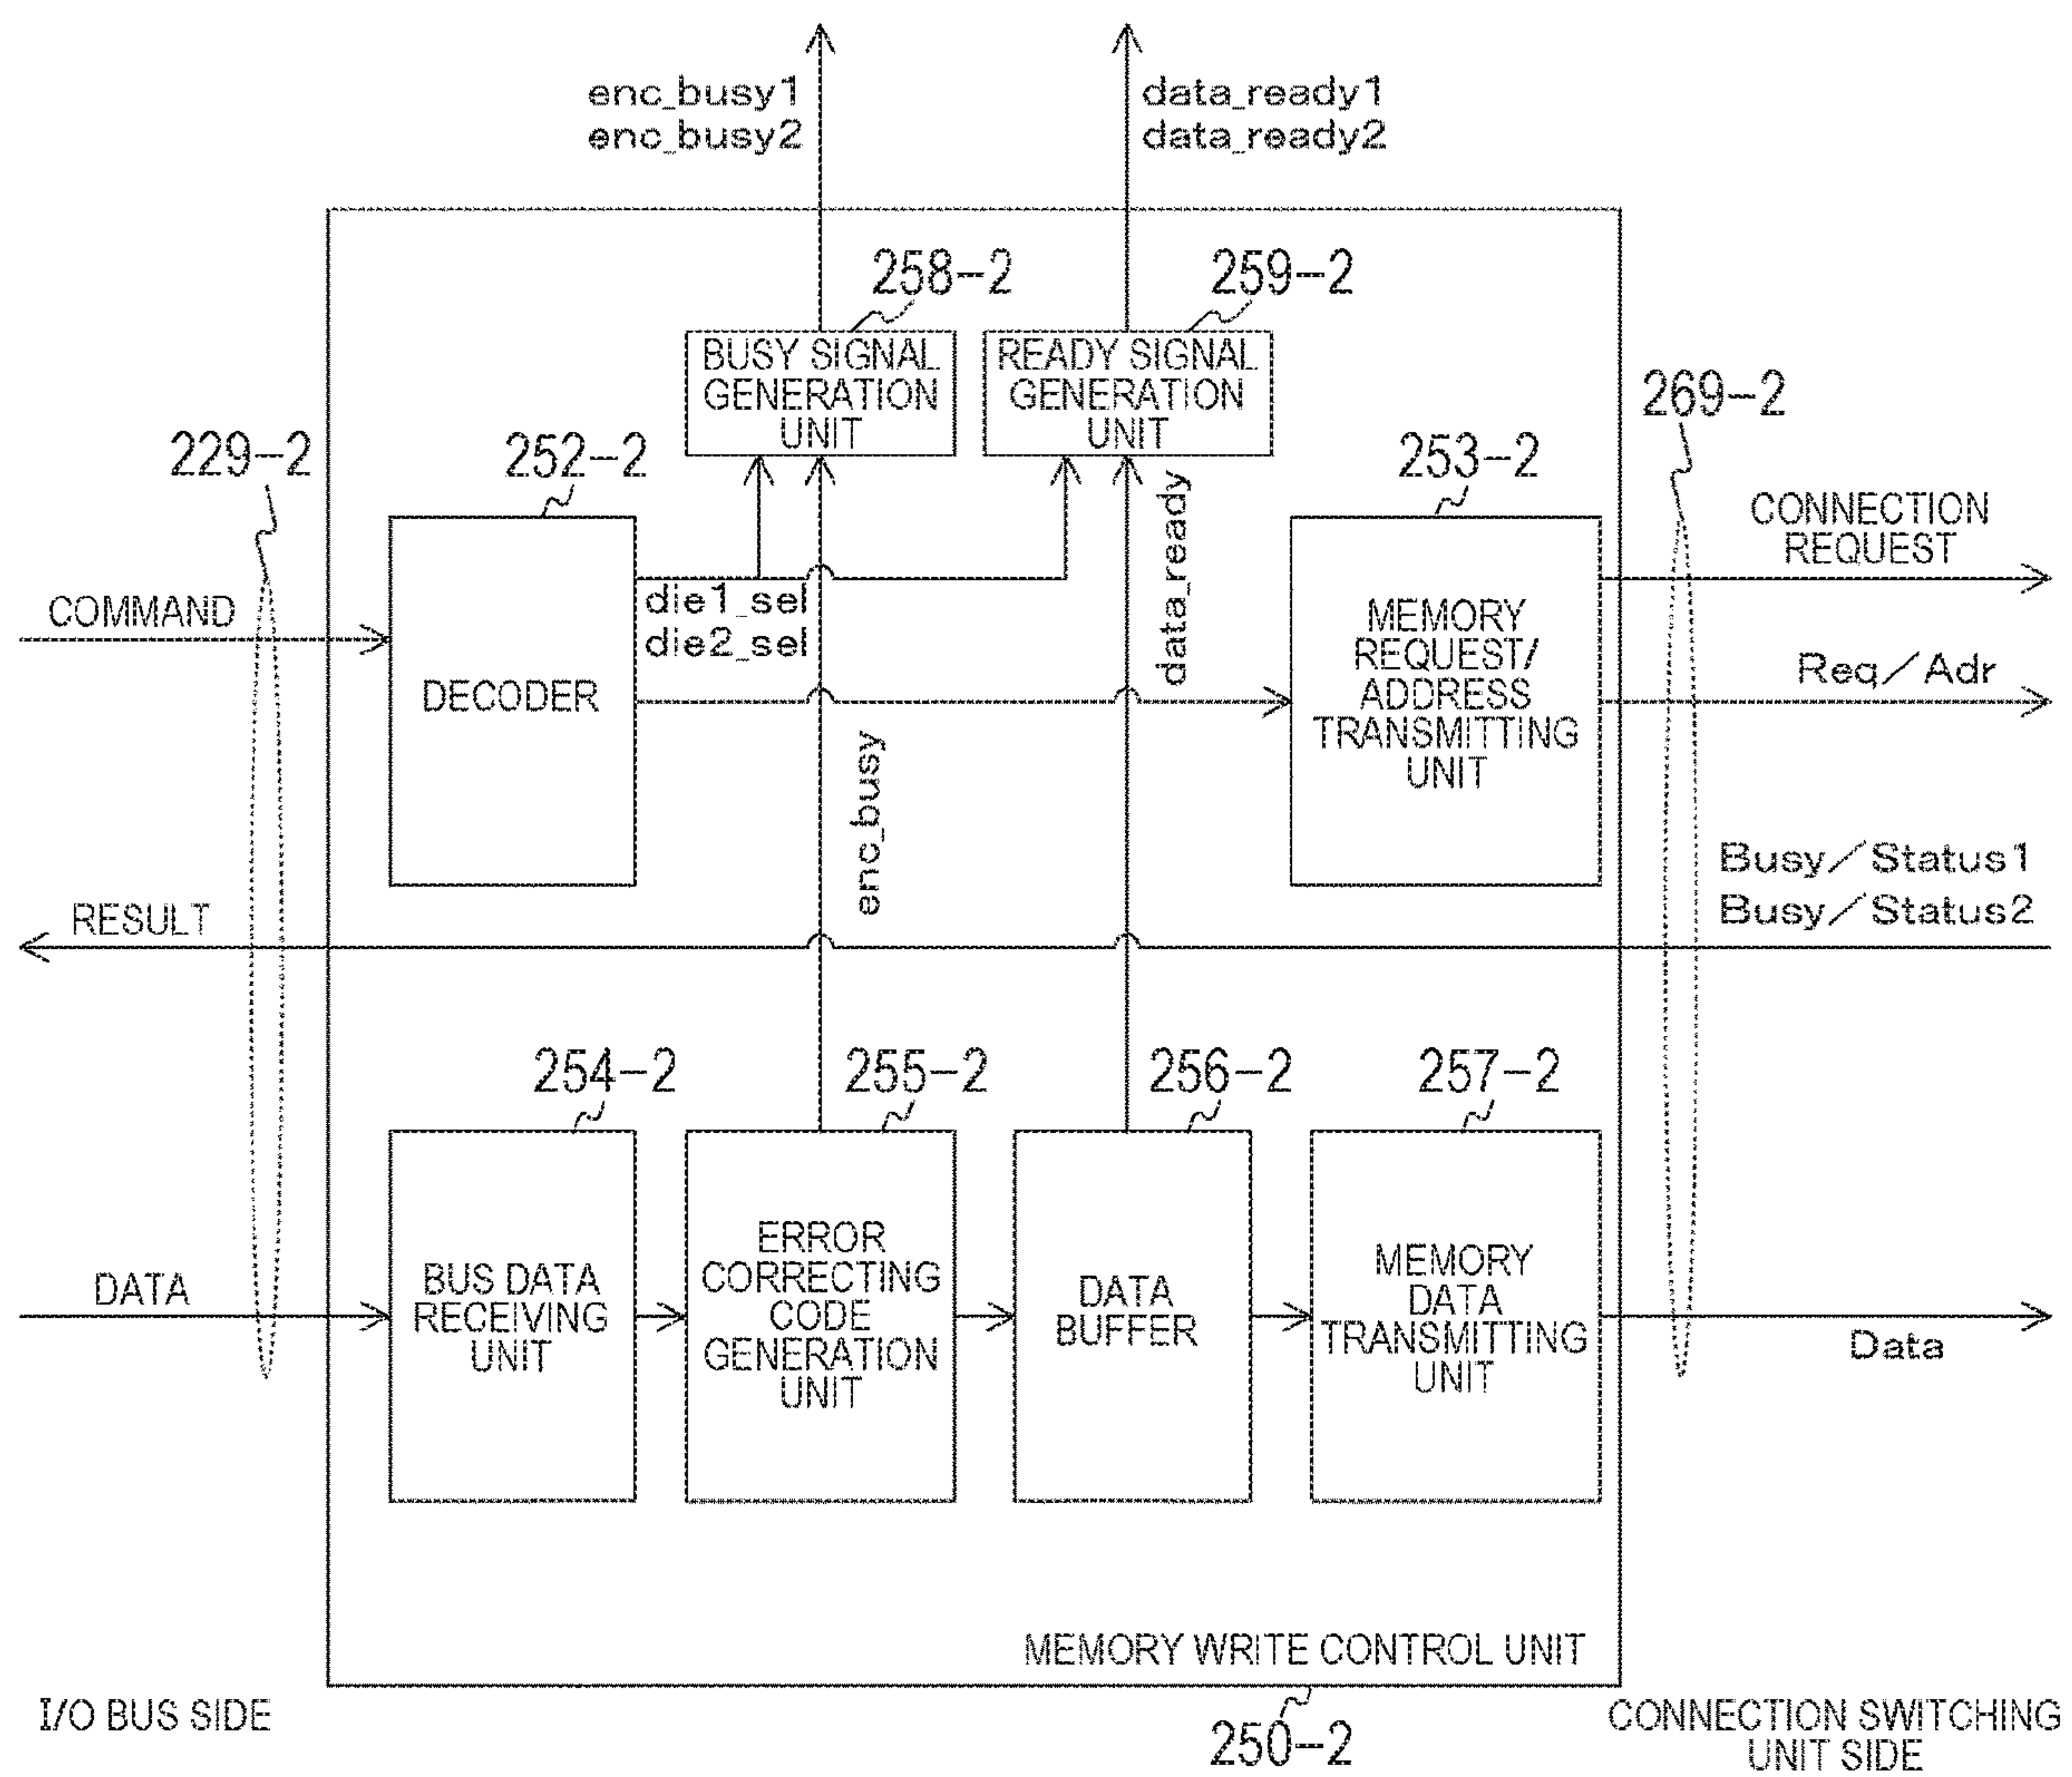 enc_busy1
enc_busy2
data_ready1
data_ready2
258-2
259-2
BUSY SIGNAL
GENERATION
UNIT
READY SIGNAL
GENERATION
UNIT
269-2
229-2
252-2
253-2
COMMAND
DECODER
die1_sel
die2_sel
data_ready
MEMORY
REQUEST/
ADDRESS
TRANSMITTING
UNIT
CONNECTION
REQUEST
Req/Adr
enc_busy
Busy/Status1
Busy/Status2
RESULT
254-2
255-2
256-2
257-2
DATA
BUS DATA
RECEIVING
UNIT
ERROR
CORRECTING
CODE
GENERATION
UNIT
DATA
BUFFER
MEMORY
DATA
TRANSMITTING
UNIT
Data
MEMORY WRITE CONTROL UNIT
I/O BUS SIDE
250-2
CONNECTION SWITCHING
UNIT SIDE